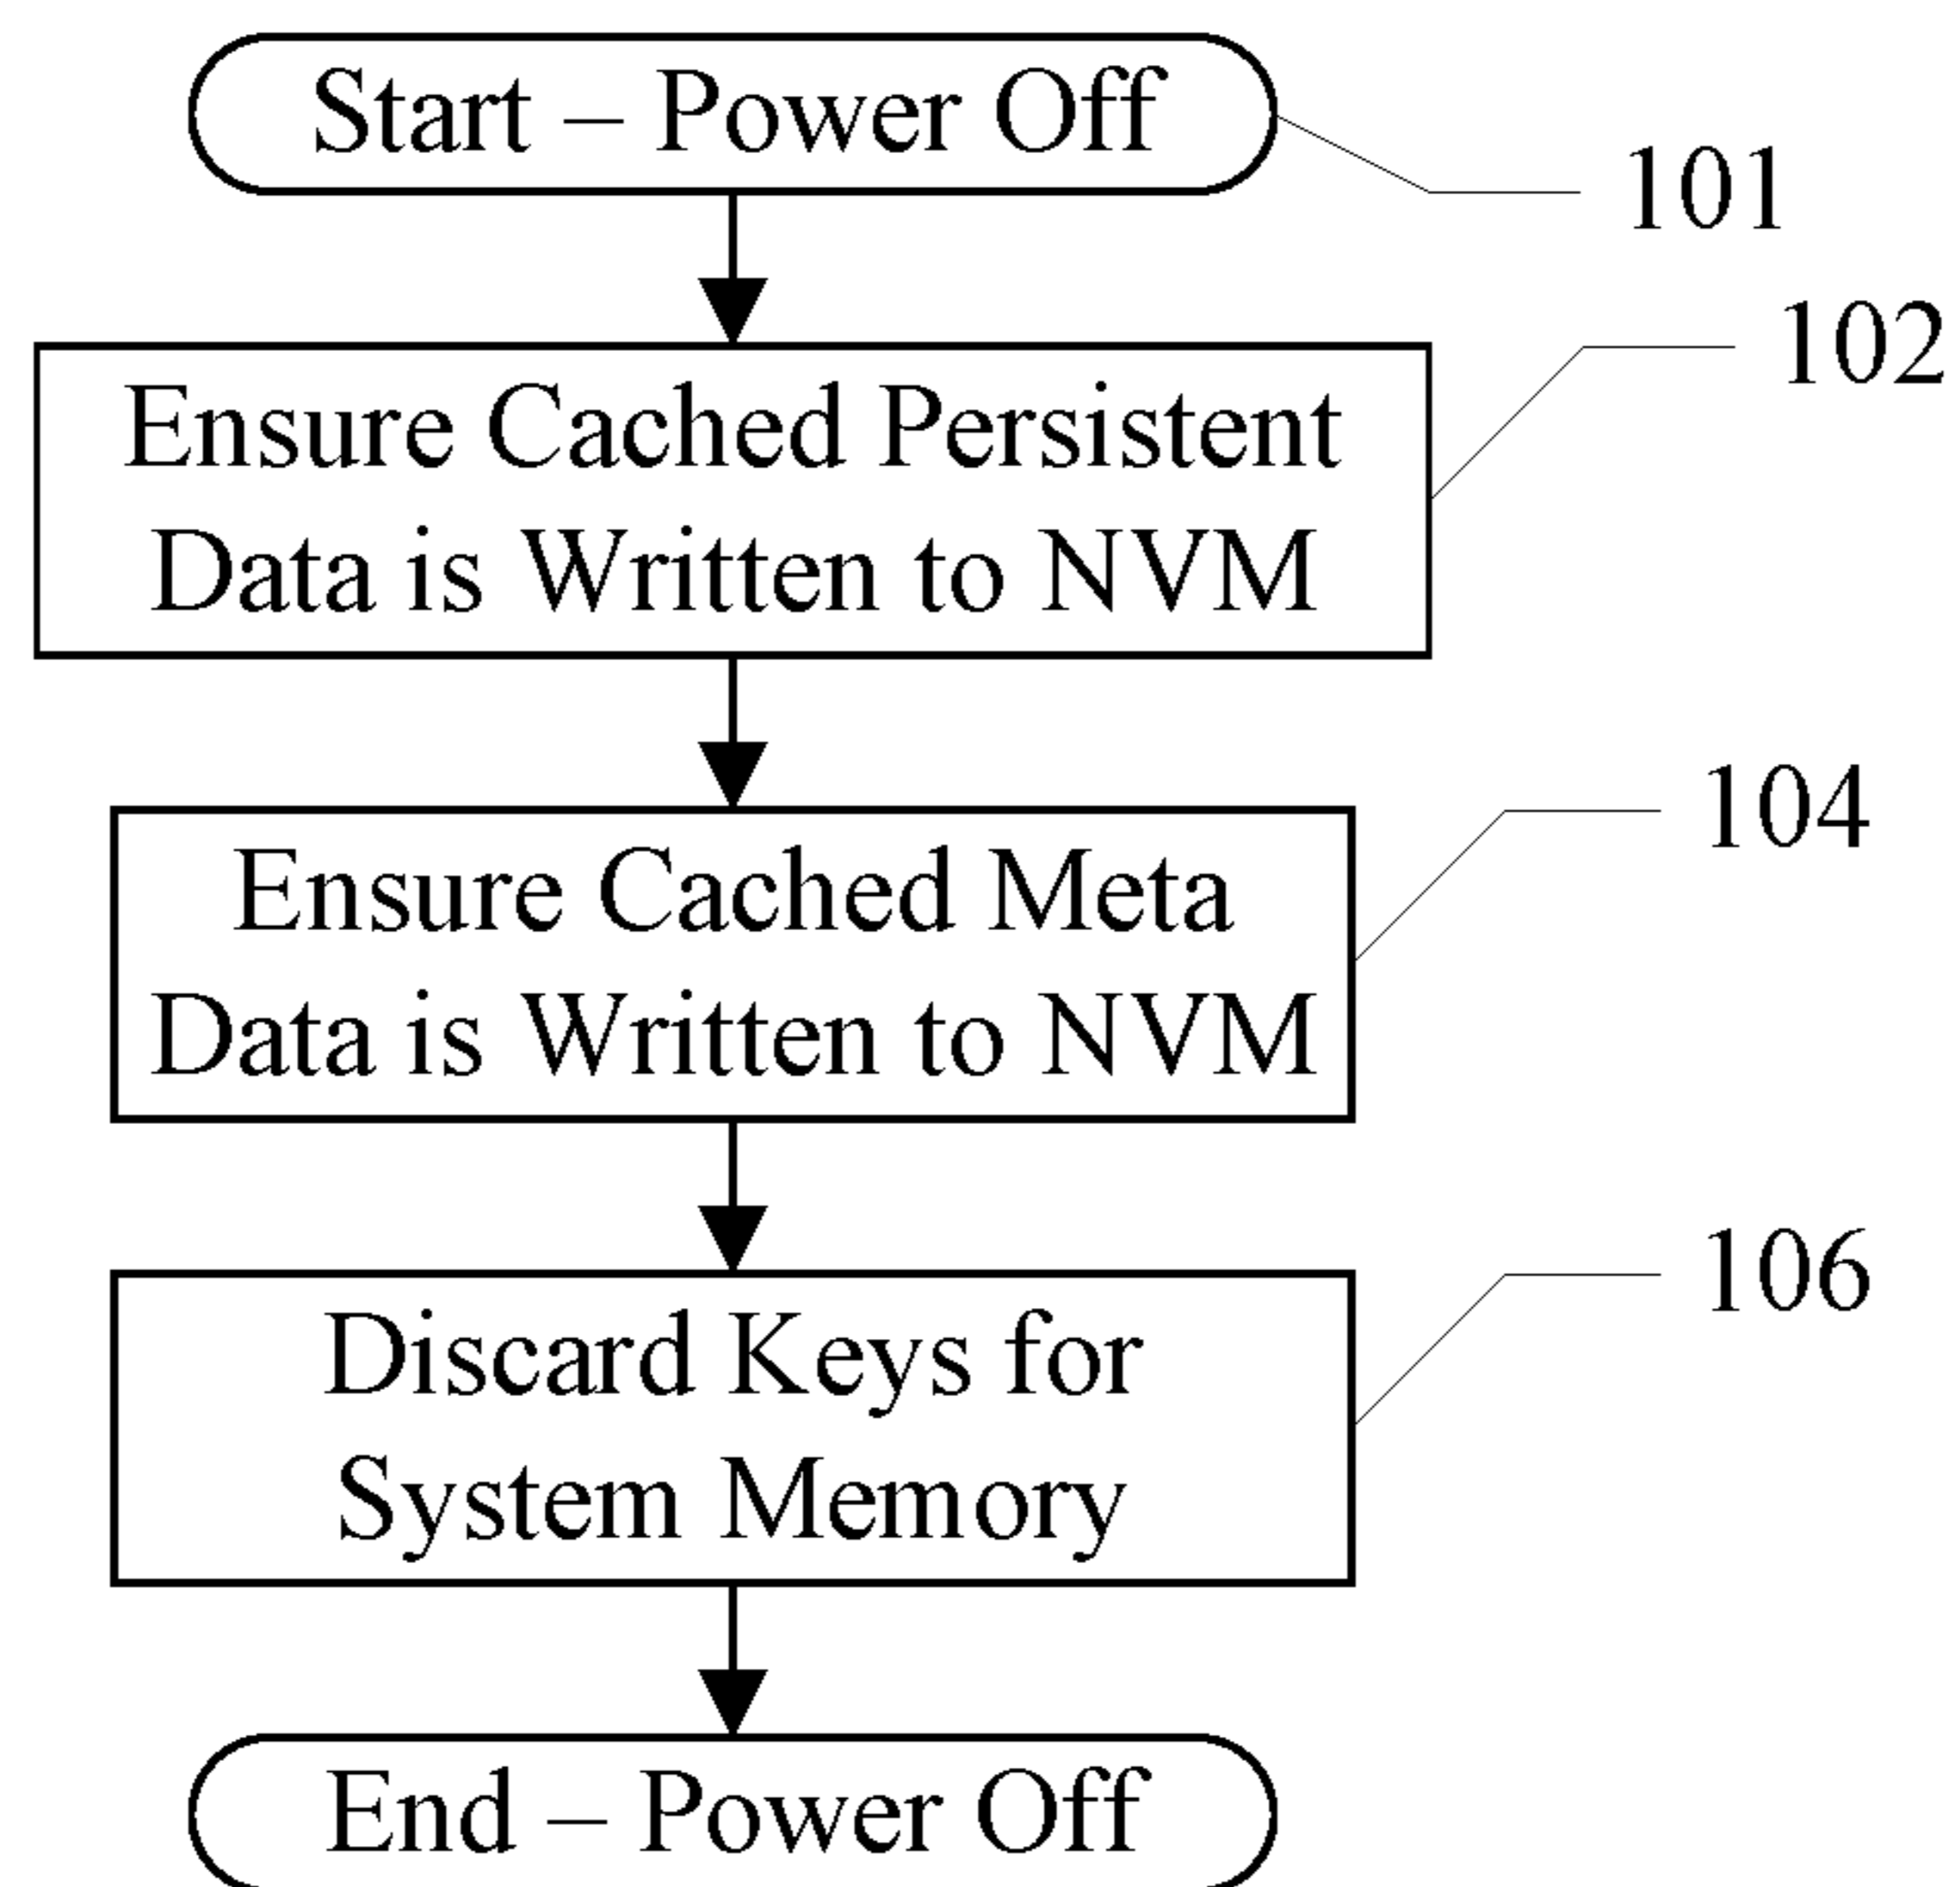 Start – Power Off
101
102
Ensure Cached Persistent
Data is Written to NVM
104
Ensure Cached Meta
Data is Written to NVM
106
Discard Keys for
System Memory
End – Power Off